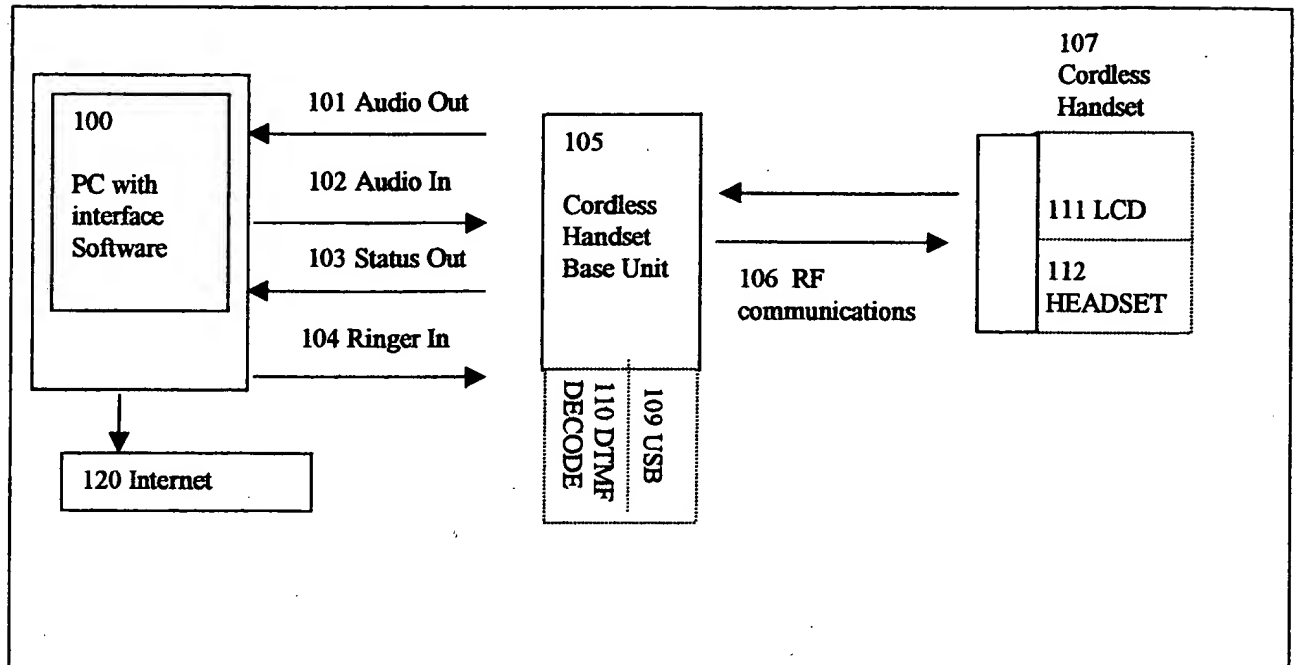 107
Cordless
Handset
101 Audio Out
100
PC with
interface
Software
102 Audio In
103 Status Out
104 Ringer In
105
Cordless
Handset
Base Unit
106 RF
communications
111 LCD
112
HEADSET
109 USB
110 DTMF
DECODE
120 Internet